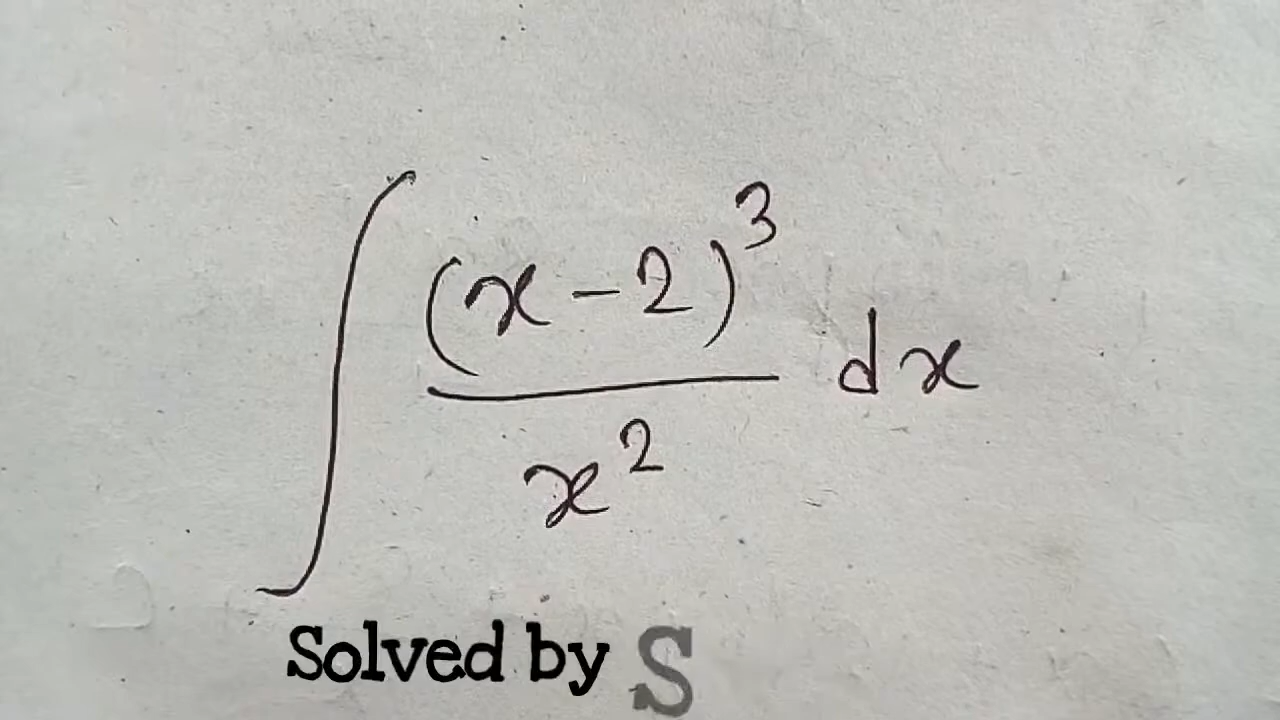 ∫ (x-2)³ / x² dx
Solved by S